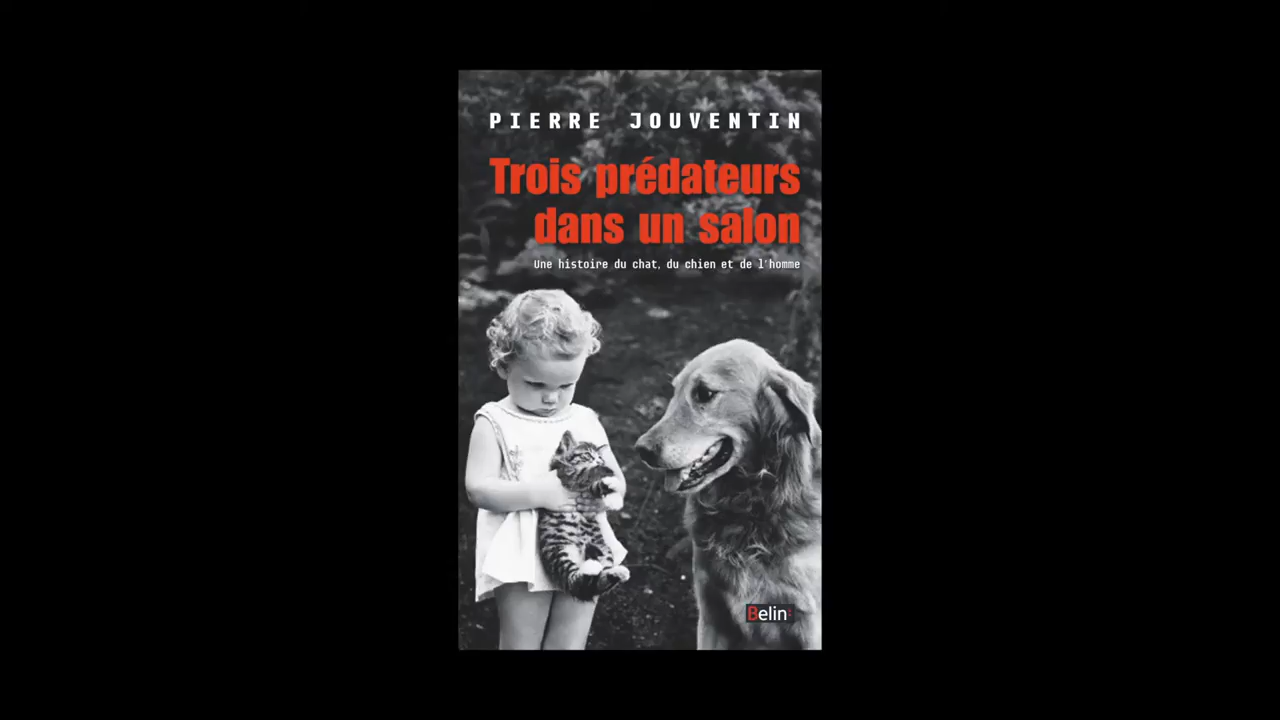 PIERRE JOUVENTIN
Trois prédateurs
dans un salon
Une histoire du chat, du chien et de l'homme
Belin: